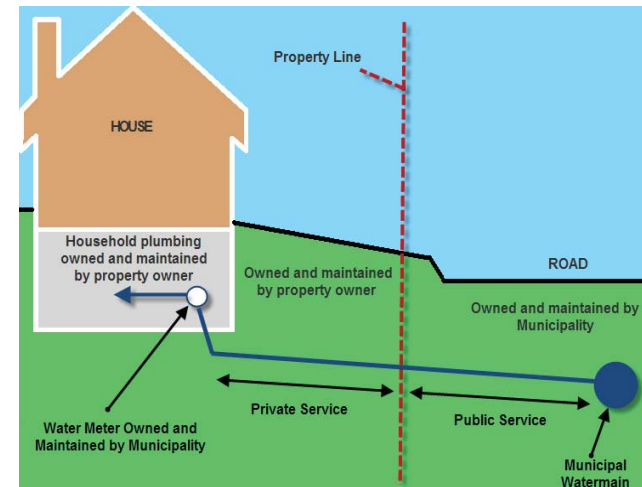 Property Line
HOUSE
Household plumbing
owned and maintained
by property owner
Owned and maintained
by property owner
ROAD
Owned and maintained by
Municipality
Private Service
Public Service
Water Meter Owned and
Maintained by Municipality
Municipal
Watermain